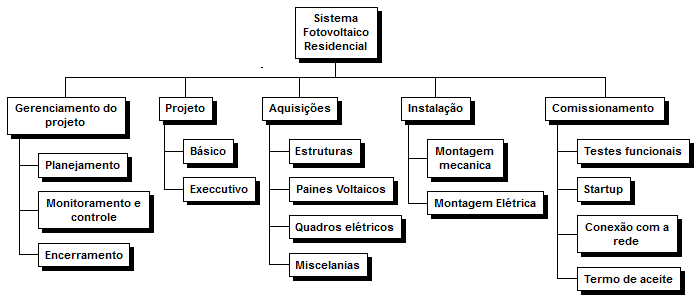 Sistema
Fotovoltaico
Residencial
Gerenciamento do
projeto
Planejamento
Monitoramento e
controle
Encerramento
Projeto
Básico
Execcutivo
Aquisições
Estruturas
Paines Voltaicos
Quadros elétricos
Miscelanias
Instalação
Montagem
mecanica
Montagem Elétrica
Comissionamento
Testes funcionais
Startup
Conexão com a
rede
Termo de aceite